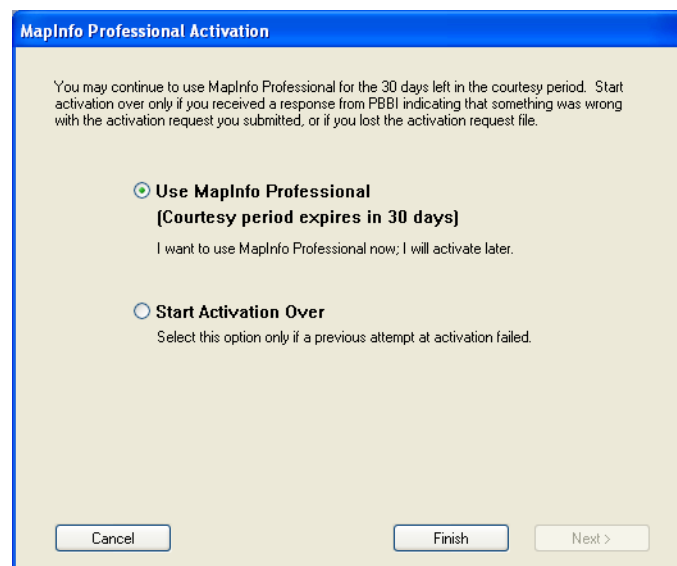 MapInfo Professional Activation
You may continue to use MapInfo Professional for the 30 days left in the courtesy period.  Start
activation over only if you received a response from PBBI indicating that something was wrong
with the activation request you submitted, or if you lost the activation request file.
Use MapInfo Professional
(Courtesy period expires in 30 days)
I want to use MapInfo Professional now; I will activate later.
Start Activation Over
Select this option only if a previous attempt at activation failed.
Cancel Finish Next >